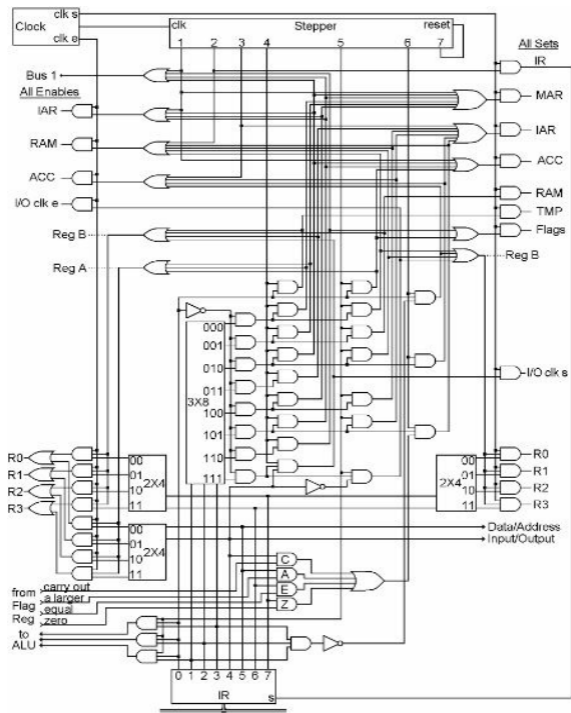 clk s
Clock
clk e
clk
Stepper
reset
1 2 3 4 5 6 7
All Sets
IR
Bus 1
All Enables
MAR
IAR
IAR
RAM
ACC
ACC
RAM
I/O clk e
TMP
Reg B
Flags
Reg A
Reg B
000
001
010
011
3X8
100
101
110
111
I/O clk s
R0
R1
R2
R3
00
01
10
11
2X4
00
01
10
11
2X4
00
01
10
11
2X4
R0
R1
R2
R3
Data/Address
Input/Output
from
Flag
Reg
carry out
a larger
equal
zero
C
A
E
Z
to
ALU
0 1 2 3 4 5 6 7
IR
s